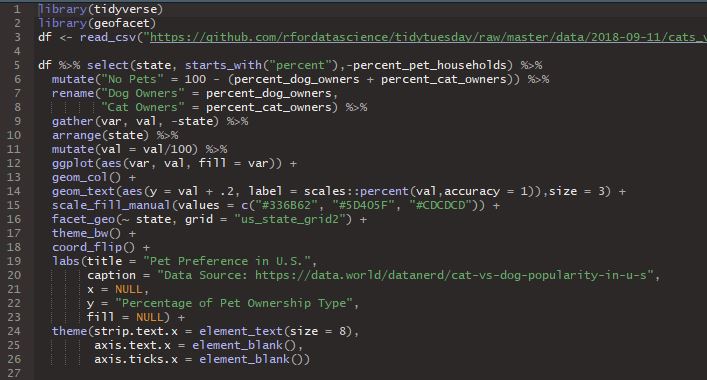 1 library(tidyverse)
2 library(geofacet)
3 df <- read_csv("https://github.com/rfordatascience/tidytuesday/raw/master/data/2018-09-11/cats_v
4
5 df %>% select(state, starts_with("percent"),-percent_pet_households) %>%
6 mutate("No Pets" = 100 - (percent_dog_owners + percent_cat_owners)) %>%
7 rename("Dog Owners" = percent_dog_owners,
8 "Cat Owners" = percent_cat_owners) %>%
9 gather(var, val, -state) %>%
10 arrange(state) %>%
11 mutate(val = val/100) %>%
12 ggplot(aes(var, val, fill = var)) +
13 geom_col() +
14 geom_text(aes(y = val + .2, label = scales::percent(val,accuracy = 1)),size = 3) +
15 scale_fill_manual(values = c("#336B62", "#5D405F", "#CDCDCD")) +
16 facet_geo(~ state, grid = "us_state_grid2") +
17 theme_bw() +
18 coord_flip() +
19 labs(title = "Pet Preference in U.S.",
20 caption = "Data Source: https://data.world/datanerd/cat-vs-dog-popularity-in-u-s",
21 x = NULL,
22 y = "Percentage of Pet Ownership Type",
23 fill = NULL) +
24 theme(strip.text.x = element_text(size = 8),
25 axis.text.x = element_blank(),
26 axis.ticks.x = element_blank())
27